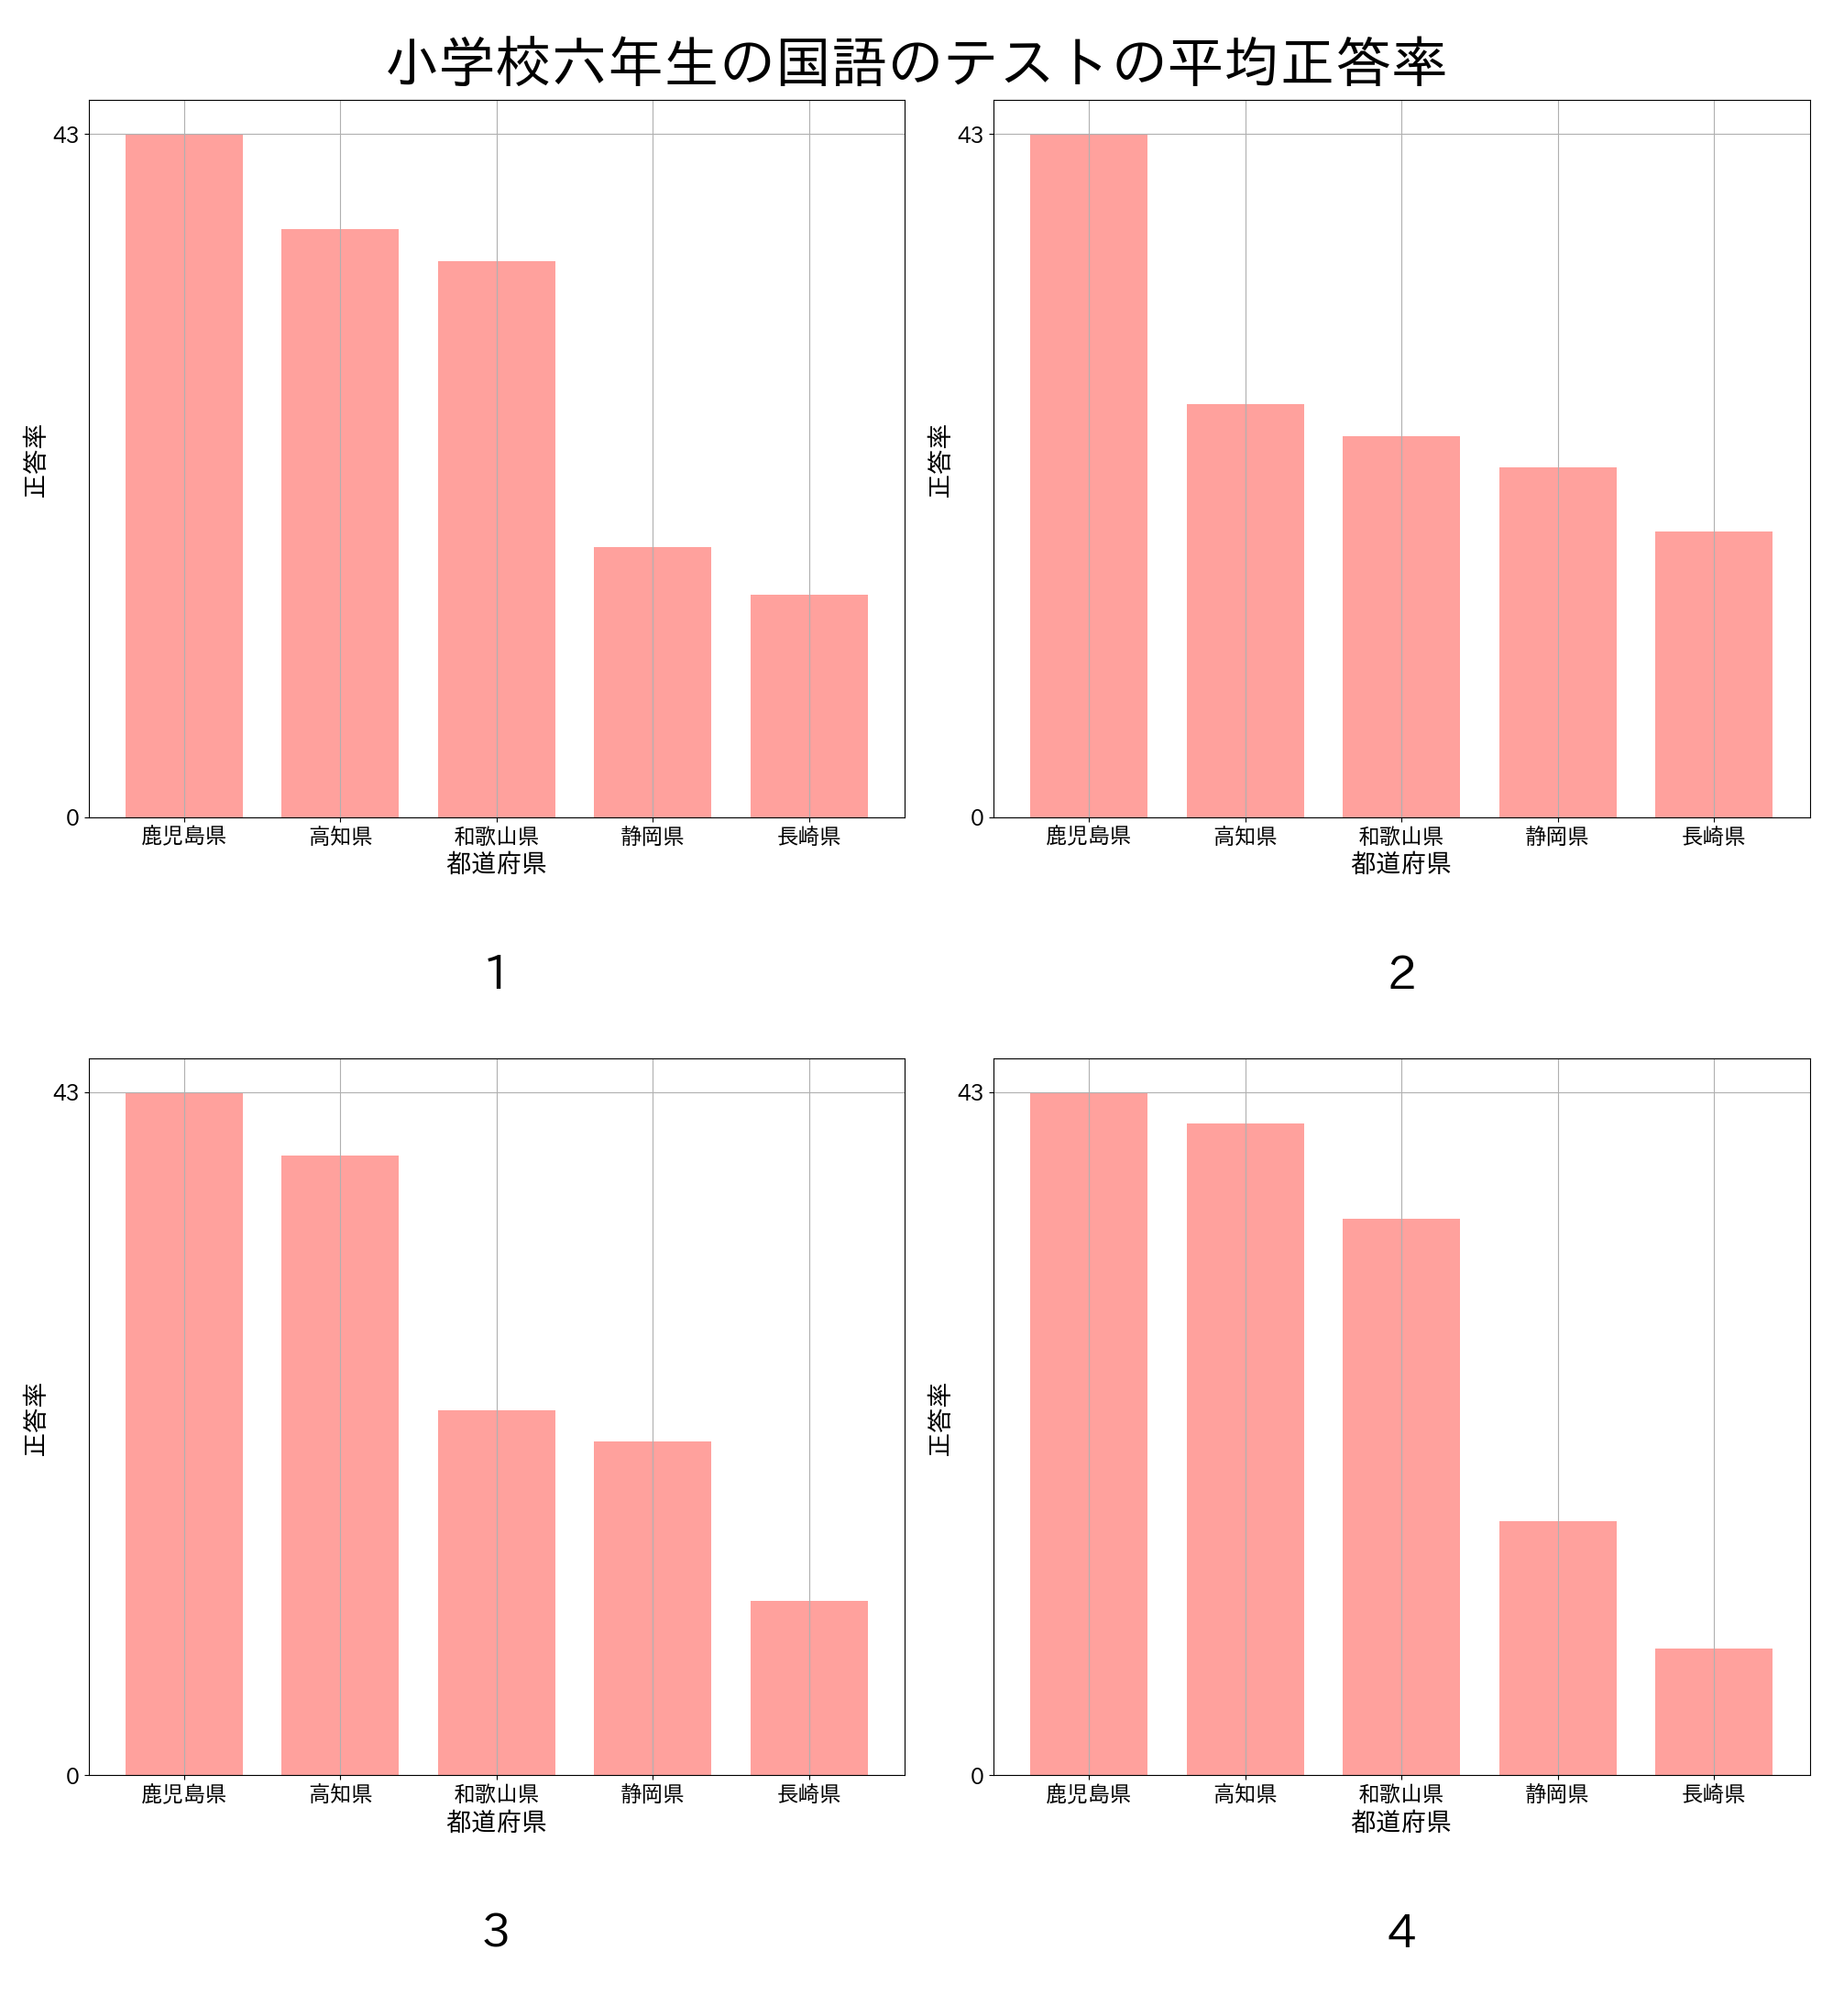 小学校六年生の国語のテストの平均正答率
43
正答率
0
鹿児島県 高知県 和歌山県 静岡県 長崎県
都道府県
1
43
正答率
0
鹿児島県 高知県 和歌山県 静岡県 長崎県
都道府県
2
43
正答率
0
鹿児島県 高知県 和歌山県 静岡県 長崎県
都道府県
3
43
正答率
0
鹿児島県 高知県 和歌山県 静岡県 長崎県
都道府県
4